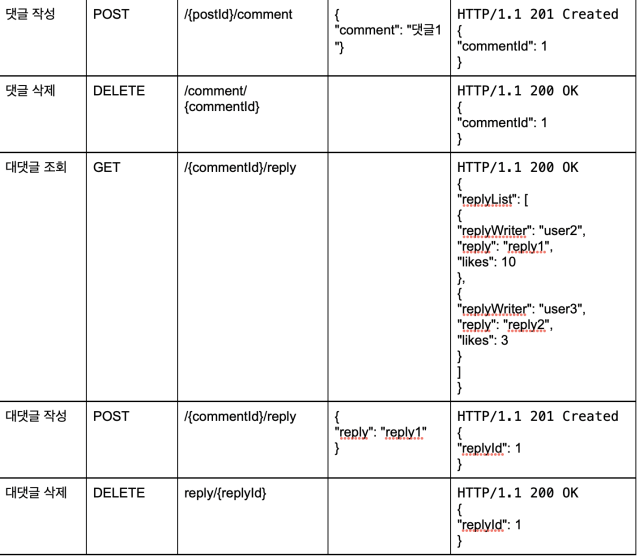 댓글 작성 POST /{postId}/comment { HTTP/1.1 201 Created
"comment": "댓글1 {
"} "commentId": 1
}
댓글 삭제 DELETE /comment/ HTTP/1.1 200 OK
{commentId} {
"commentId": 1
}
대댓글 조회 GET /{commentId}/reply HTTP/1.1 200 OK
{
"replyList": [
{
"replyWriter": "user2",
"reply": "reply1",
"likes": 10
},
{
"replyWriter": "user3",
"reply": "reply2",
"likes": 3
}
]
}
대댓글 작성 POST /{commentId}/reply { HTTP/1.1 201 Created
"reply": "reply1" {
} "replyId": 1
}
대댓글 삭제 DELETE reply/{replyId} HTTP/1.1 200 OK
{
"replyId": 1
}